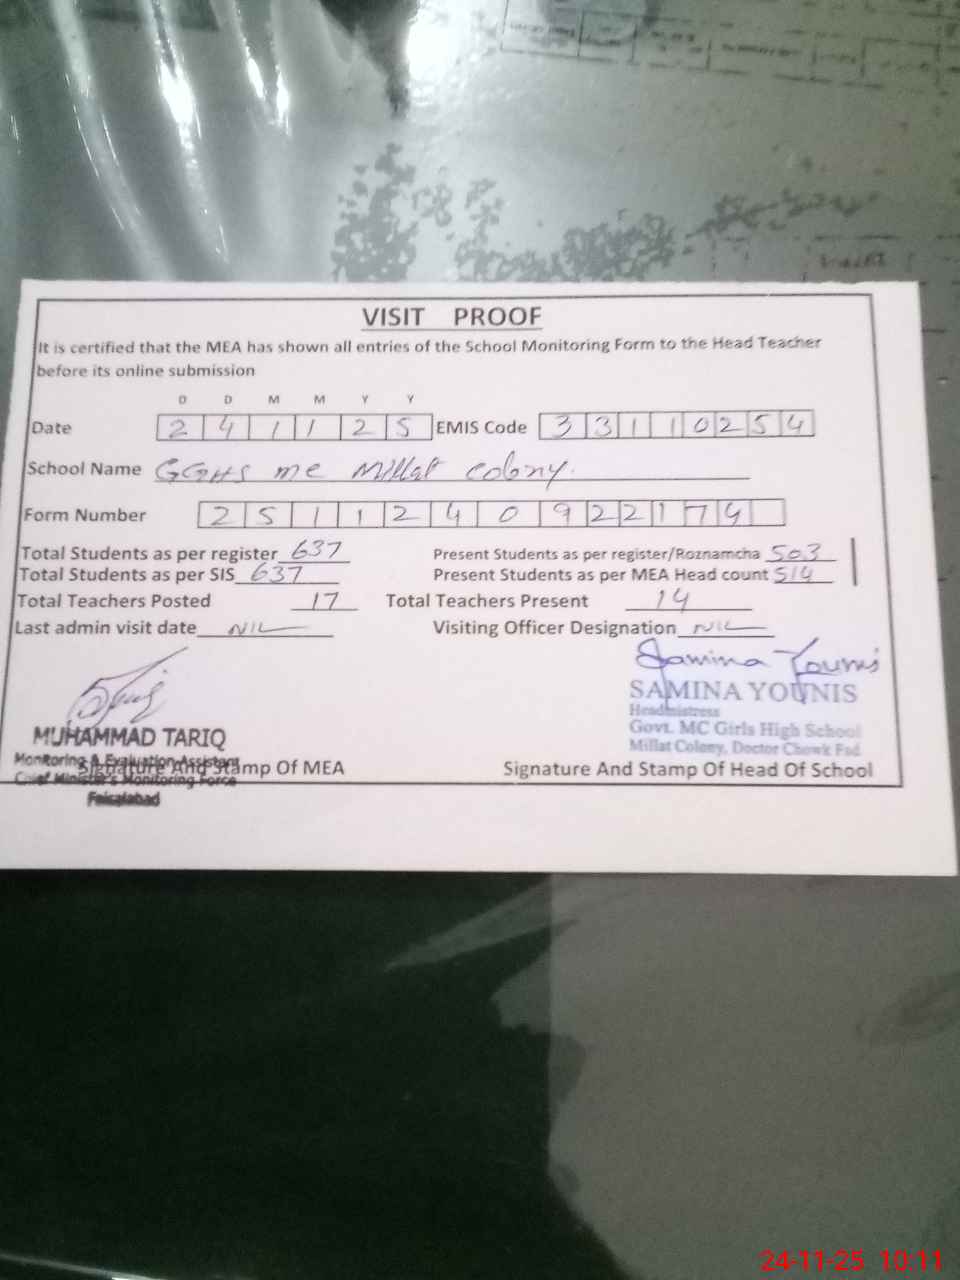 VISIT PROOF
It is certified that the MEA has shown all entries of the School Monitoring Form to the Head Teacher
before its online submission
D D M M Y Y
Date 2 4 1 1 2 5 EMIS Code 3 3 1 1 0 2 5 4
School Name GGHS mc Millat colony.
Form Number 2 5 1 1 2 4 0 9 2 2 1 7 4
Total Students as per register 637 Present Students as per register/Roznamcha 503
Total Students as per SIS 637 Present Students as per MEA Head count 514
Total Teachers Posted 17 Total Teachers Present 14
Last admin visit date NIL Visiting Officer Designation NIL
Samina Younis
MUHAMMAD TARIQ SAMINA YOUNIS
Headmistress
Govt. MC Girls High School
Monitoring & Evaluation Assistant Millat Colony, Doctor Chowk Fsd
Signature And Stamp Of MEA Signature And Stamp Of Head Of School
Chief Minister's Monitoring Force
Faisalabad
24-11-25 10:11